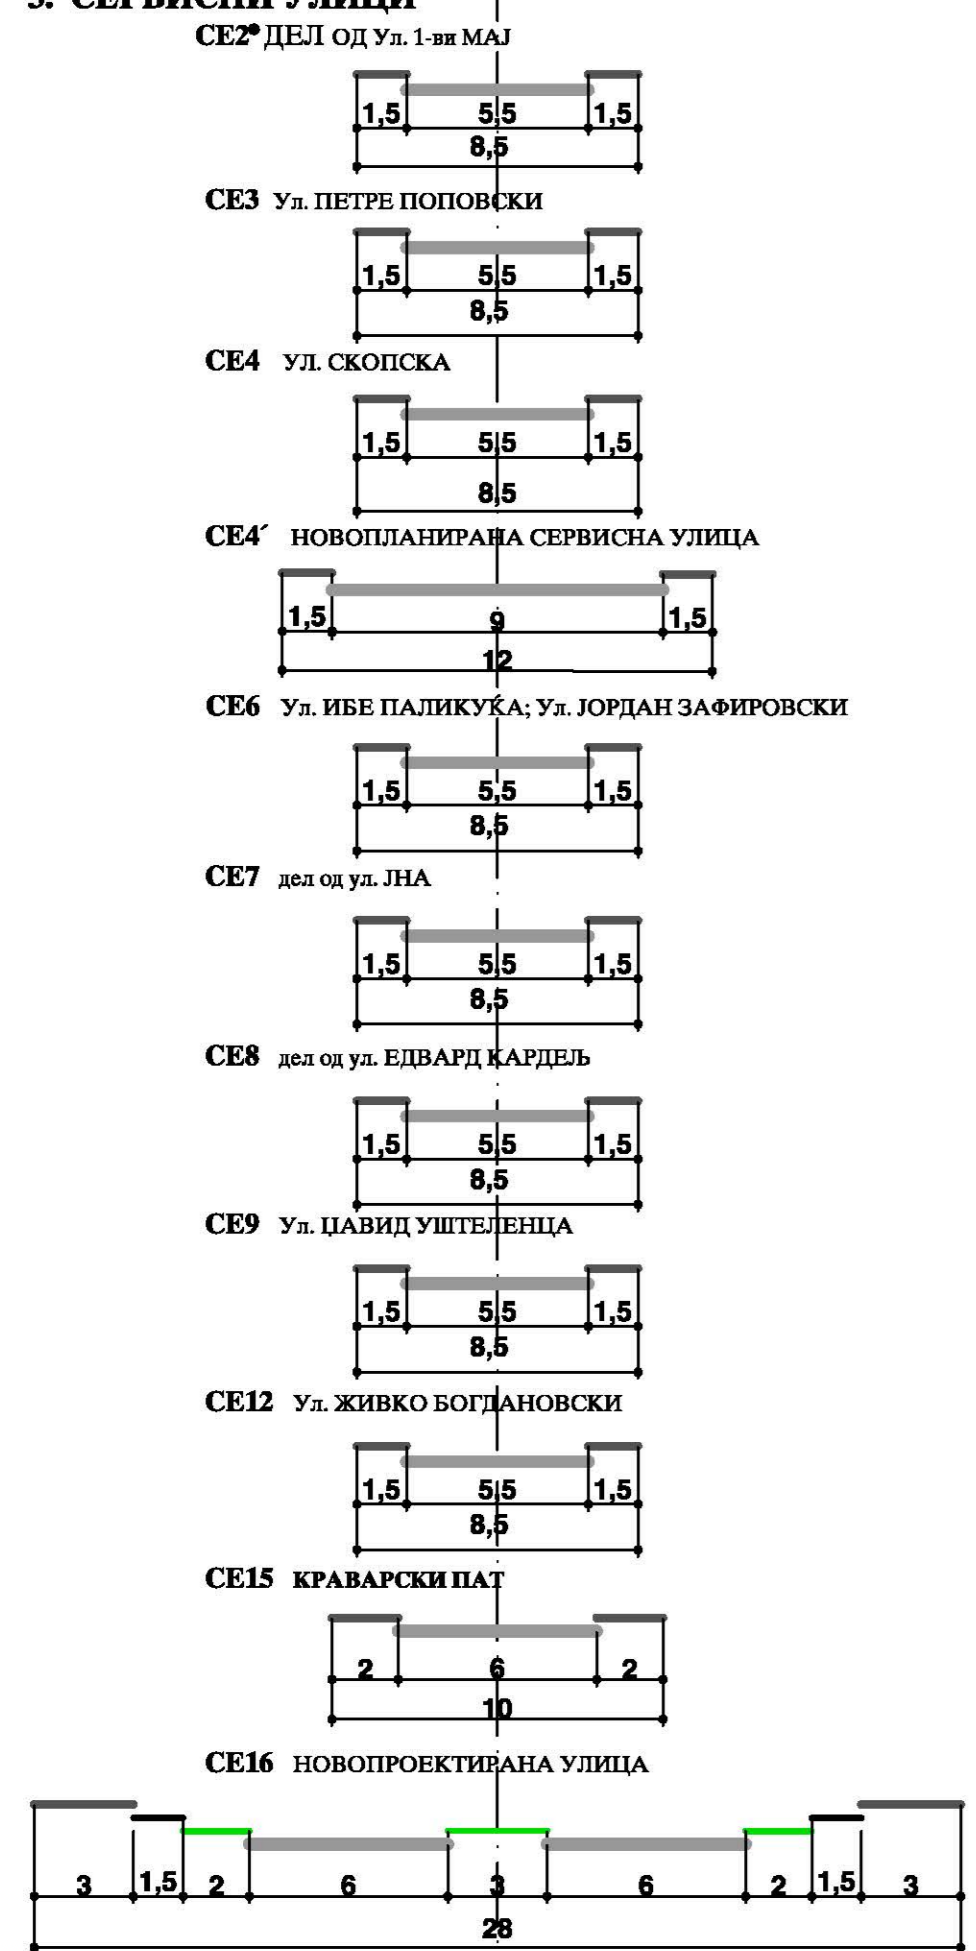 3. СЕРВИСНИ УЛИЦИ
СЕ2• ДЕЛ ОД Ул. 1-ви МАЈ
1,5 5,5 1,5
8,5
СЕ3 Ул. ПЕТРЕ ПОПОВСКИ
1,5 5,5 1,5
8,5
СЕ4 УЛ. СКОПСКА
1,5 5,5 1,5
8,5
СЕ4´ НОВОПЛАНИРАНА СЕРВИСНА УЛИЦА
1,5 9 1,5
12
СЕ6 Ул. ИБЕ ПАЛИКУЌА; Ул. ЈОРДАН ЗАФИРОВСКИ
1,5 5,5 1,5
8,5
СЕ7 дел од ул. ЈНА
1,5 5,5 1,5
8,5
СЕ8 дел од ул. ЕДВАРД КАРДЕЉ
1,5 5,5 1,5
8,5
СЕ9 Ул. ЏАВИД УШТЕЛЕНЦА
1,5 5,5 1,5
8,5
СЕ12 Ул. ЖИВКО БОГДАНОВСКИ
1,5 5,5 1,5
8,5
СЕ15 КРАВАРСКИ ПАТ
2 6 2
10
СЕ16 НОВОПРОЕКТИРАНА УЛИЦА
3 1,5 2 6 3 6 2 1,5 3
28